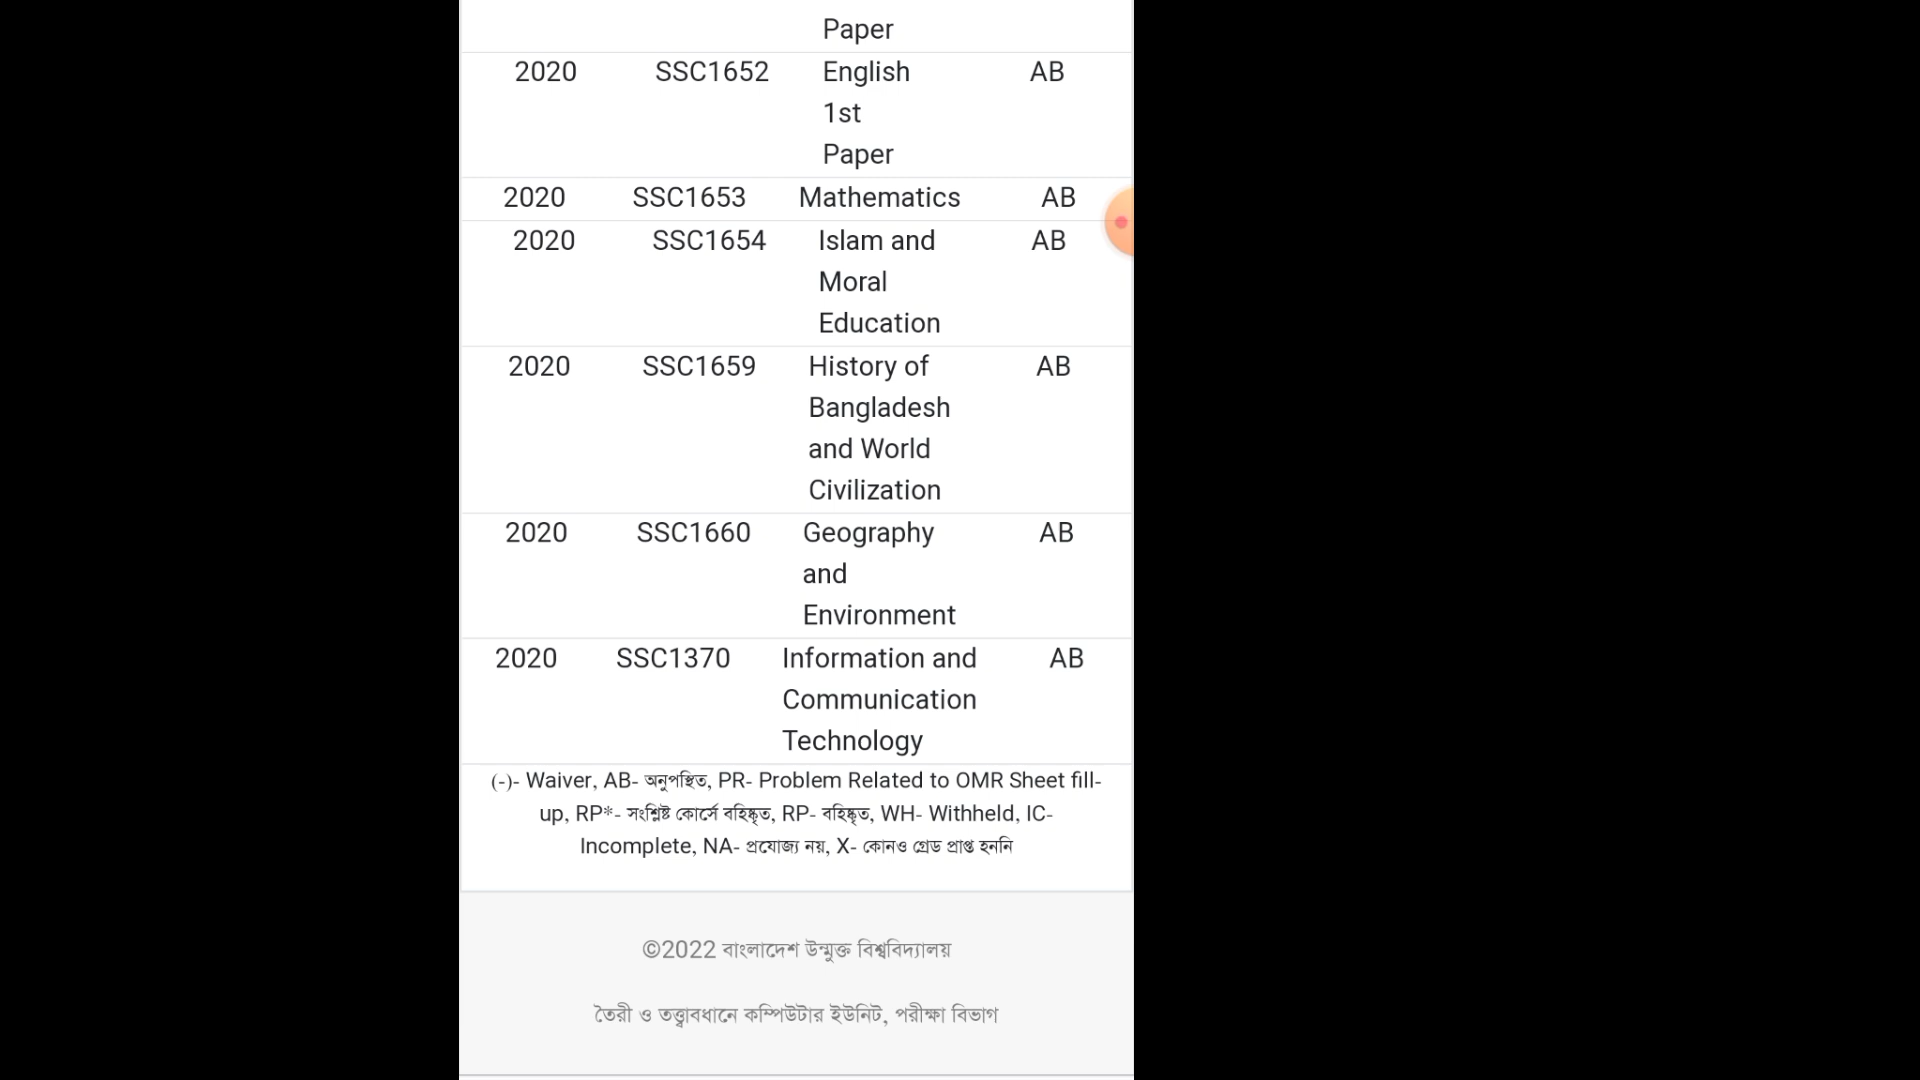 Paper
2020 SSC1652 English AB
1st
Paper
2020 SSC1653 Mathematics AB
2020 SSC1654 Islam and AB
Moral
Education
2020 SSC1659 History of AB
Bangladesh
and World
Civilization
2020 SSC1660 Geography AB
and
Environment
2020 SSC1370 Information and AB
Communication
Technology
(-)- Waiver, AB- অনুপস্থিত, PR- Problem Related to OMR Sheet fill-
up, RP*- সংশ্লিষ্ট কোর্সে বহিষ্কৃত, RP- বহিষ্কৃত, WH- Withheld, IC-
Incomplete, NA- প্রযোজ্য নয়, X- কোনও গ্রেড প্রাপ্ত হননি
©2022 বাংলাদেশ উন্মুক্ত বিশ্ববিদ্যালয়
তৈরী ও তত্ত্বাবধানে কম্পিউটার ইউনিট, পরীক্ষা বিভাগ